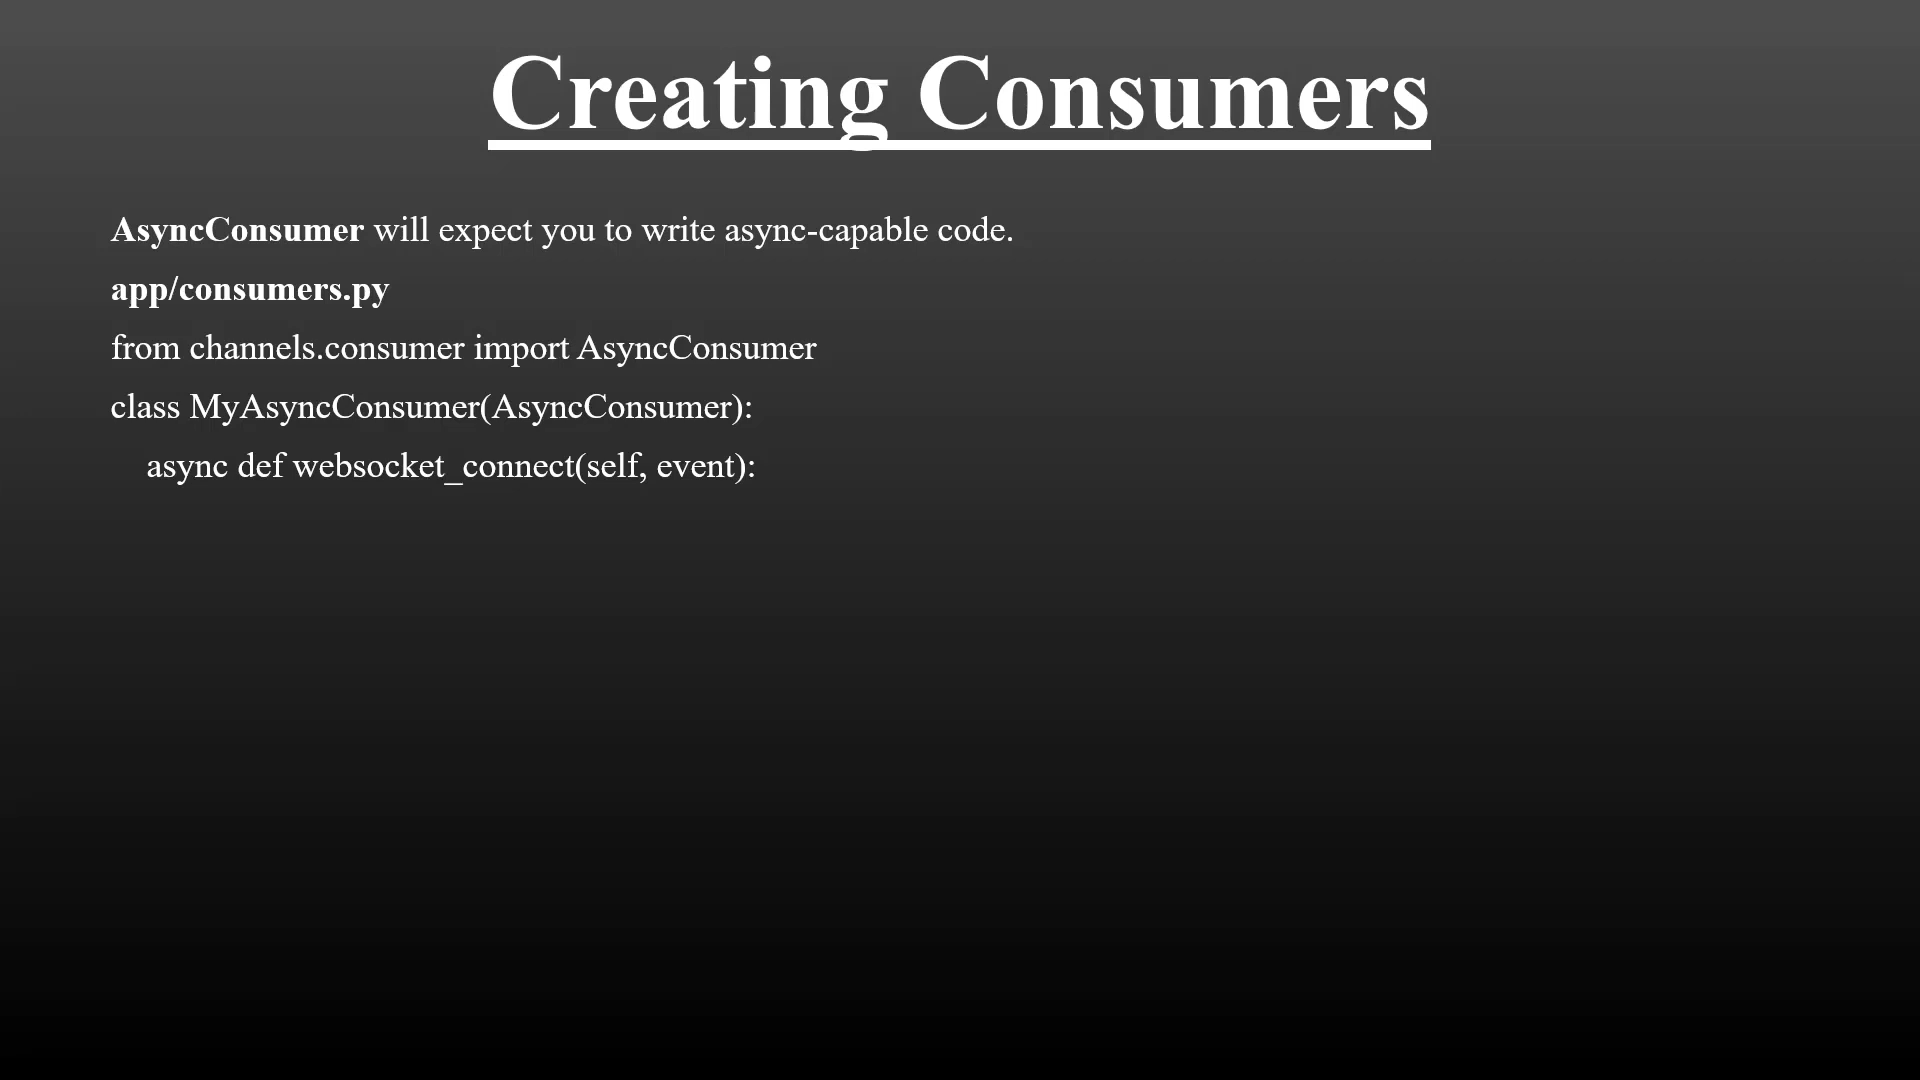 Creating Consumers
AsyncConsumer will expect you to write async-capable code.
app/consumers.py
from channels.consumer import AsyncConsumer
class MyAsyncConsumer(AsyncConsumer):
    async def websocket_connect(self, event):